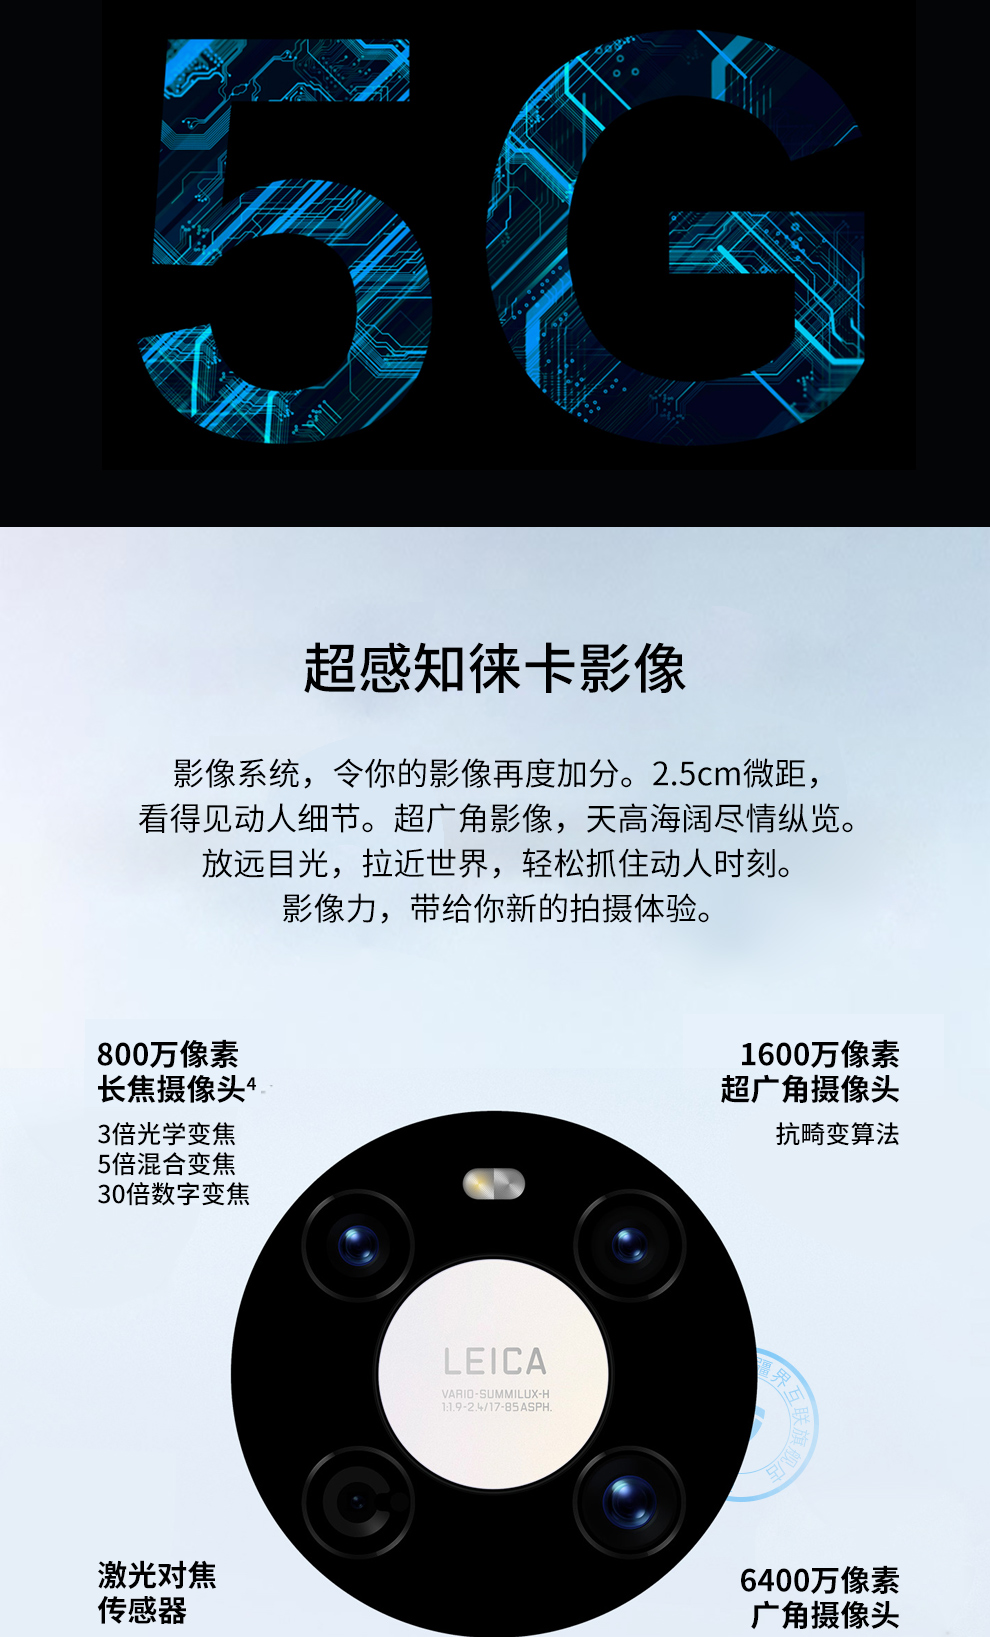 5G
超感知徕卡影像
影像系统，令你的影像再度加分。2.5cm微距，
看得见动人细节。超广角影像，天高海阔尽情纵览。
放远目光，拉近世界，轻松抓住动人时刻。
影像力，带给你新的拍摄体验。
800万像素
长焦摄像头4
3倍光学变焦
5倍混合变焦
30倍数字变焦
1600万像素
超广角摄像头
抗畸变算法
LEICA
VARIO-SUMMILUX-H
1:1.9-2.4/17-85 ASPH.
疆界互联旗舰店
激光对焦
传感器
6400万像素
广角摄像头